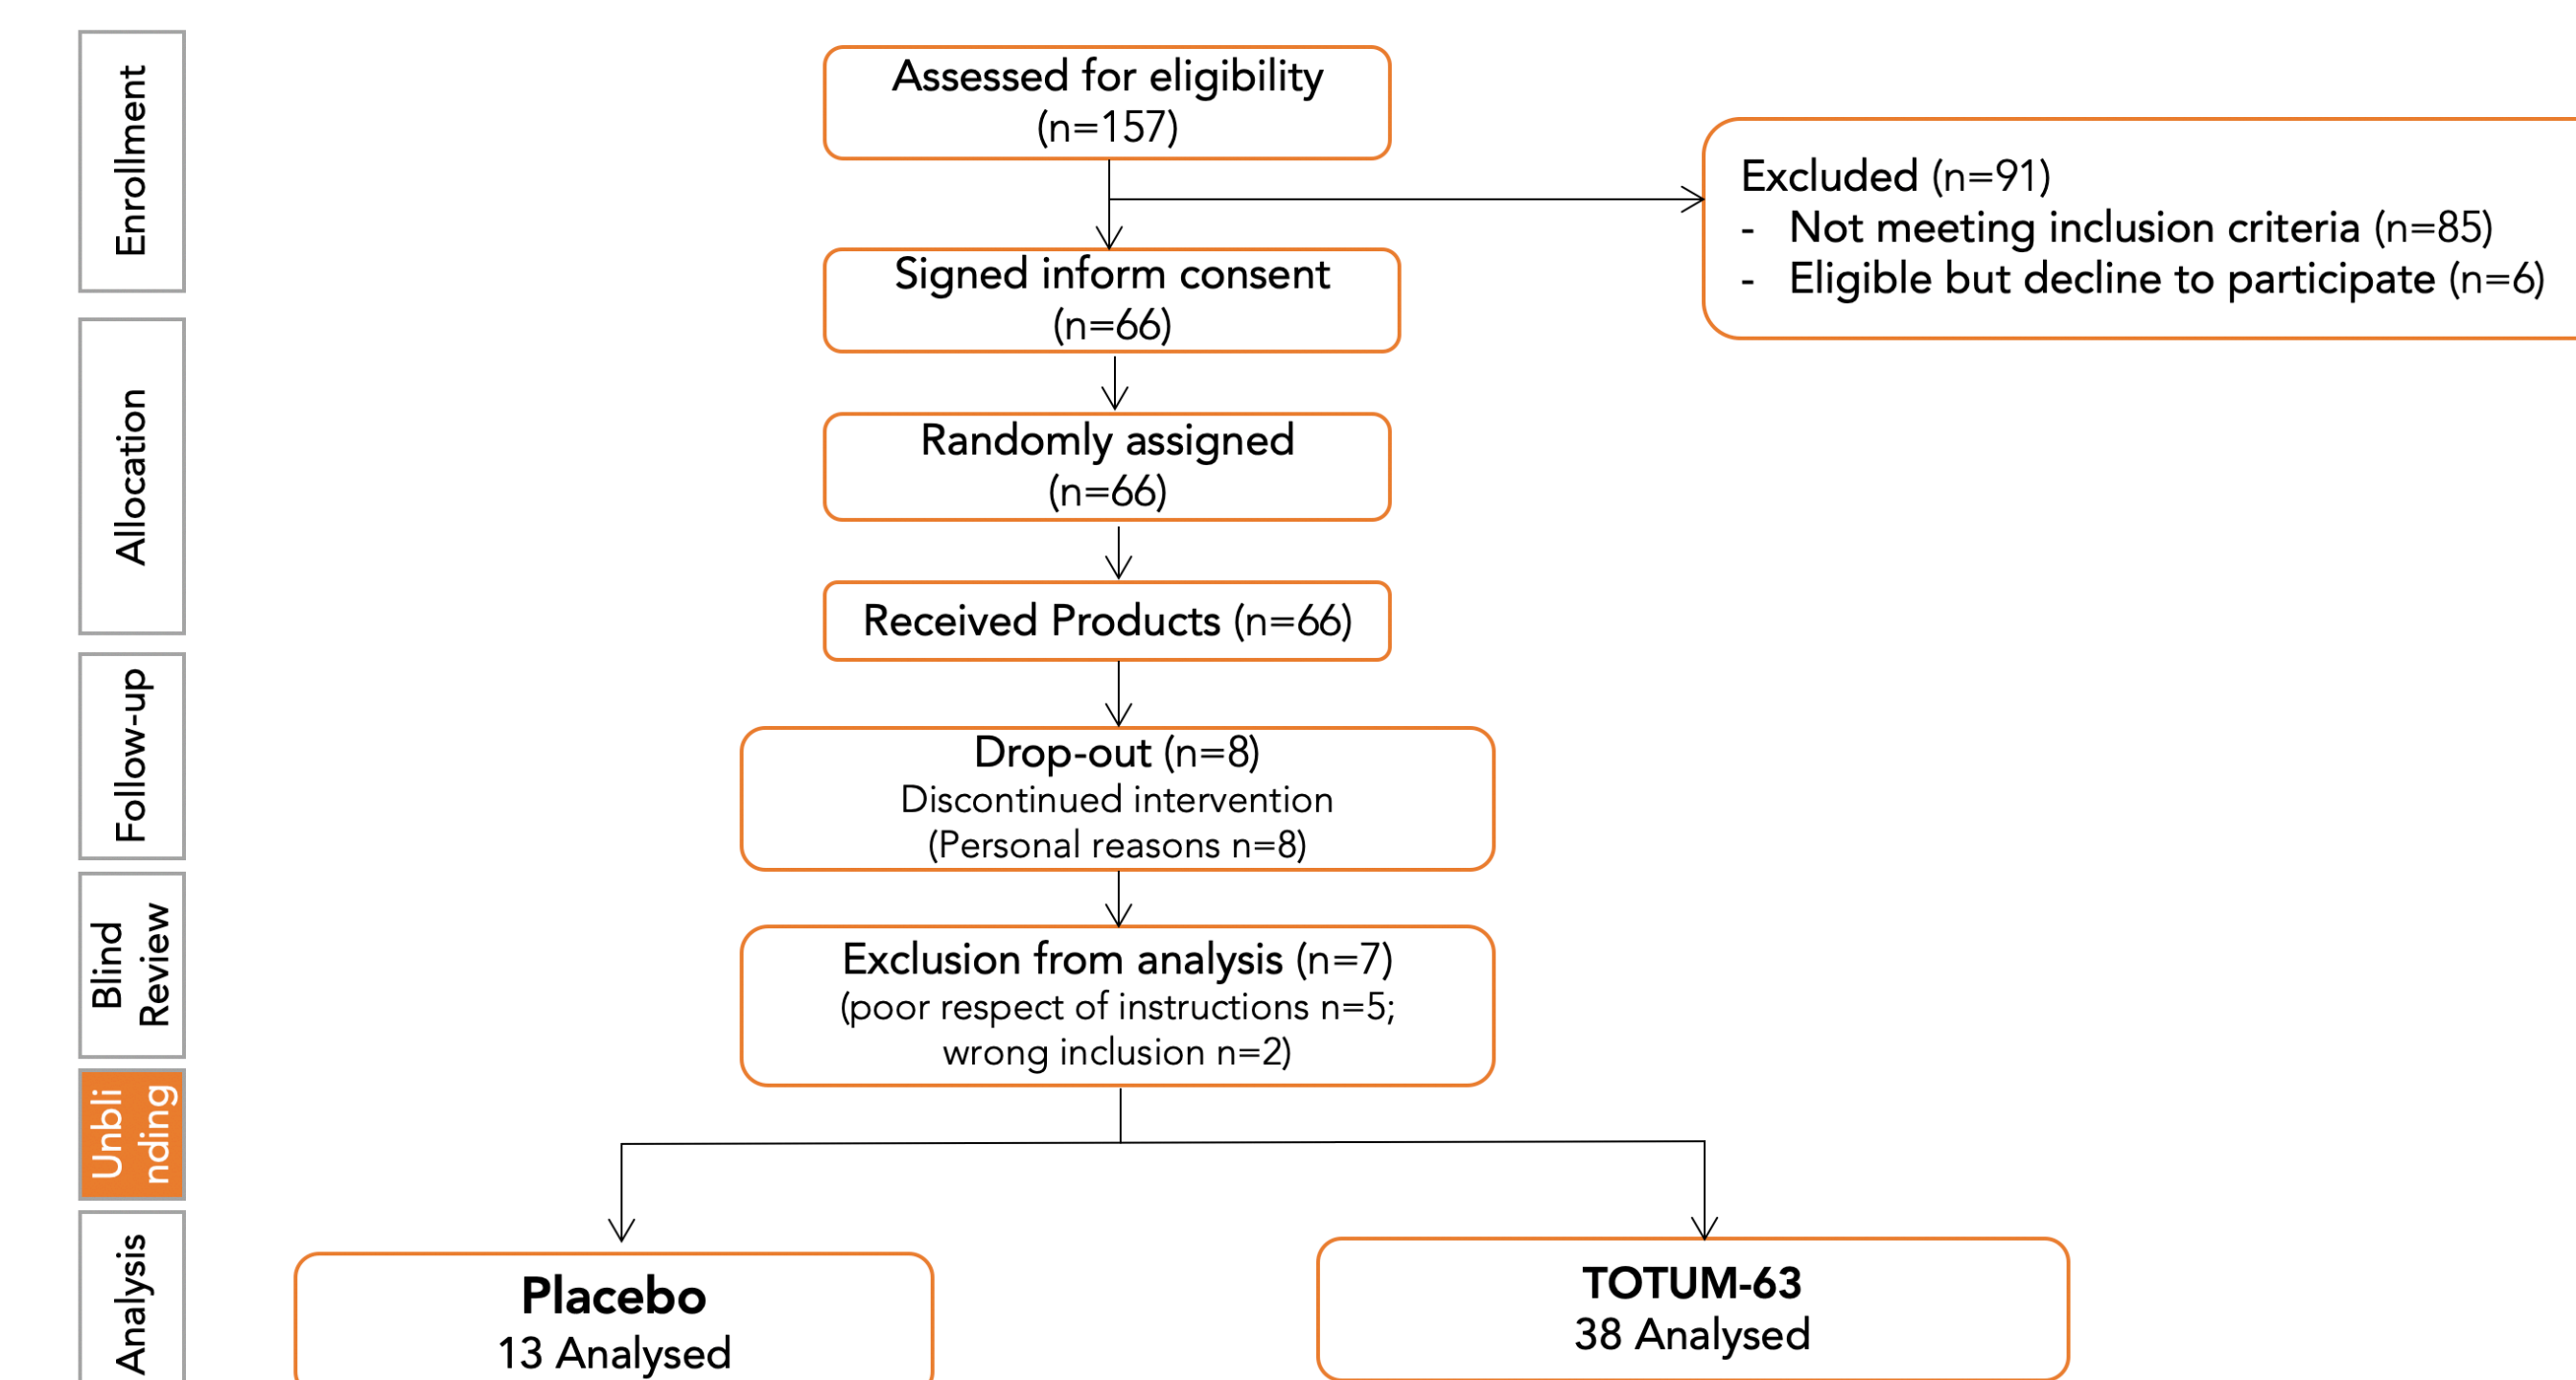 Enrollment
Assessed for eligibility
(n=157)
Excluded (n=91)
- Not meeting inclusion criteria (n=85)
- Eligible but decline to participate (n=6)
Signed inform consent
(n=66)
Allocation
Randomly assigned
(n=66)
Received Products (n=66)
Follow-up
Drop-out (n=8)
Discontinued intervention
(Personal reasons n=8)
Blind
Review
Exclusion from analysis (n=7)
(poor respect of instructions n=5;
wrong inclusion n=2)
Unbli
nding
Analysis
Placebo
13 Analysed
TOTUM-63
38 Analysed